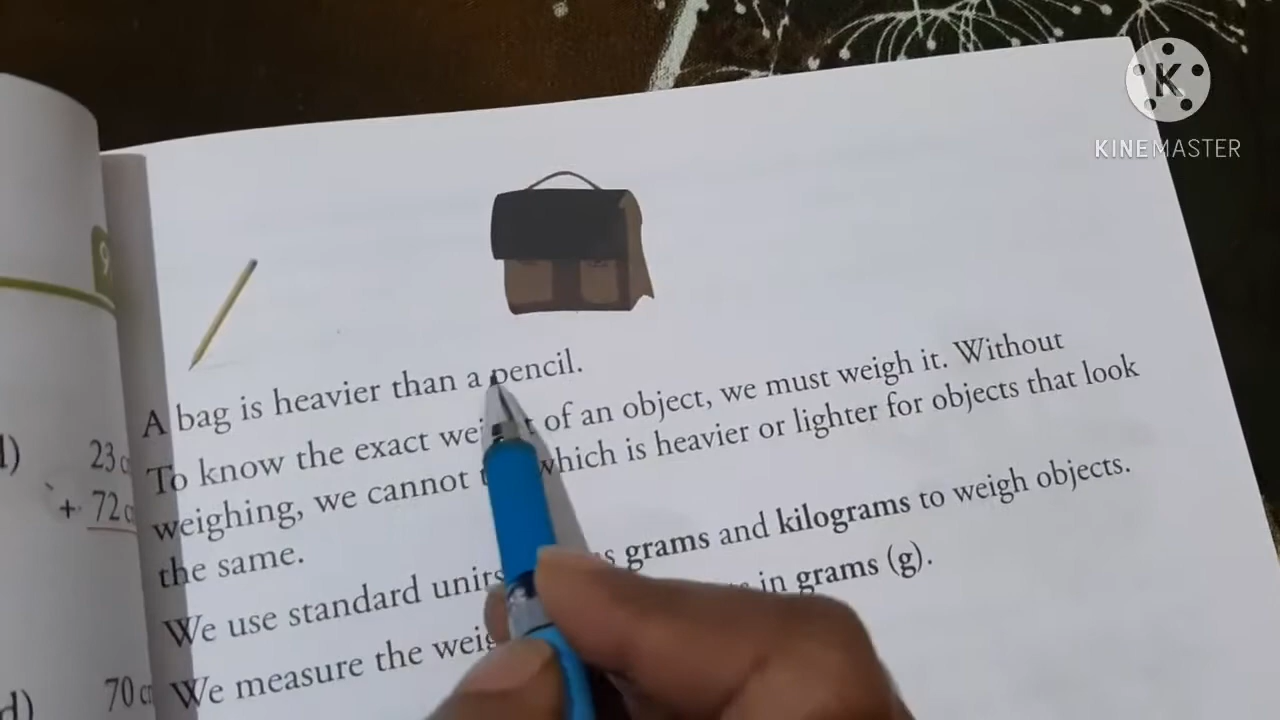 K
KINEMASTER
9
A bag is heavier than a pencil.
To know the exact of an object, we must weigh it. Without
weighing, we cannot which is heavier or lighter for objects that look
the same.
We use standard units grams and kilograms to weigh objects.
We measure the in grams (g).
23
+ 72
70